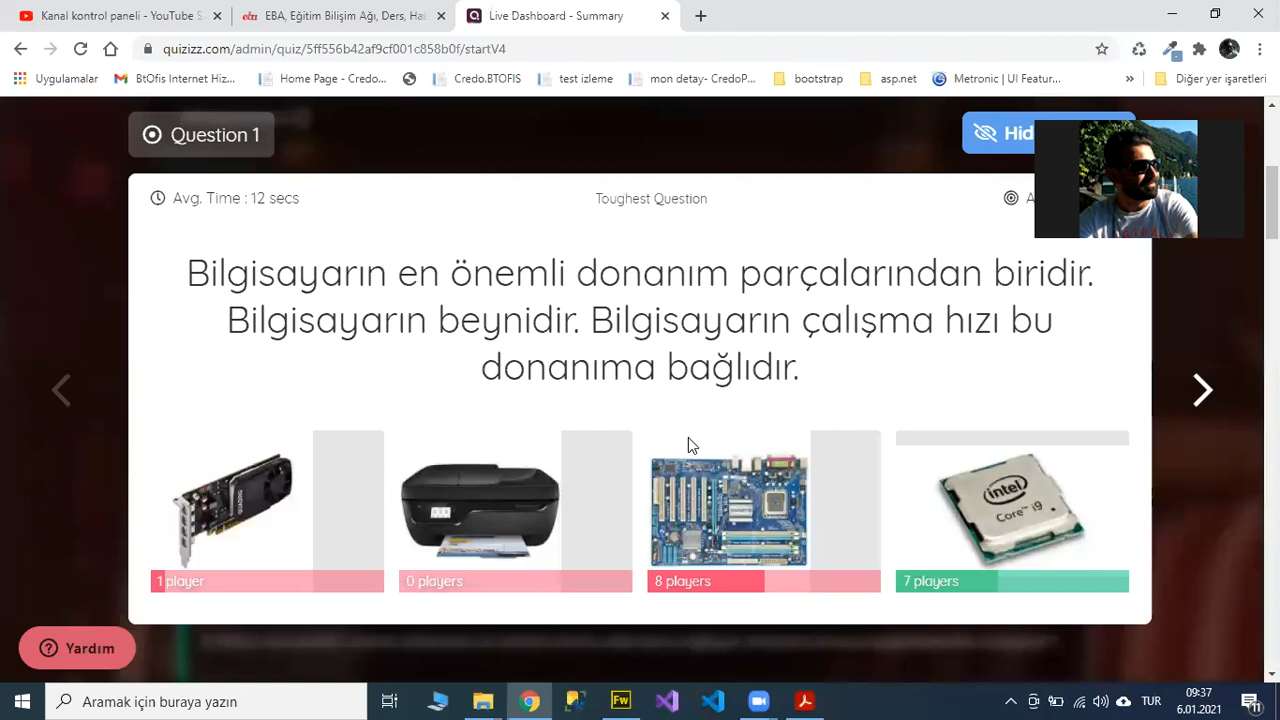 Kanal kontrol paneli - YouTube S
EBA, Eğitim Bilişim Ağı, Ders, Hab
Live Dashboard - Summary
quizizz.com/admin/quiz/5ff556b42af9cf001c858b0f/startV4
Uygulamalar
BtOfis Internet Hiz...
Home Page - Credo...
Credo.BTOFIS
test izleme
mon detay- CredoP...
bootstrap
asp.net
Metronic | UI Featur...
»
Diğer yer işaretleri
Question 1
Hid
Avg. Time : 12 secs
Toughest Question
A
Bilgisayarın en önemli donanım parçalarından biridir.
Bilgisayarın beynidir. Bilgisayarın çalışma hızı bu
donanıma bağlıdır.
intel
Core™ i9
1 player
0 players
8 players
7 players
Yardım
Aramak için buraya yazın
Fw
TUR
09:37
6.01.2021